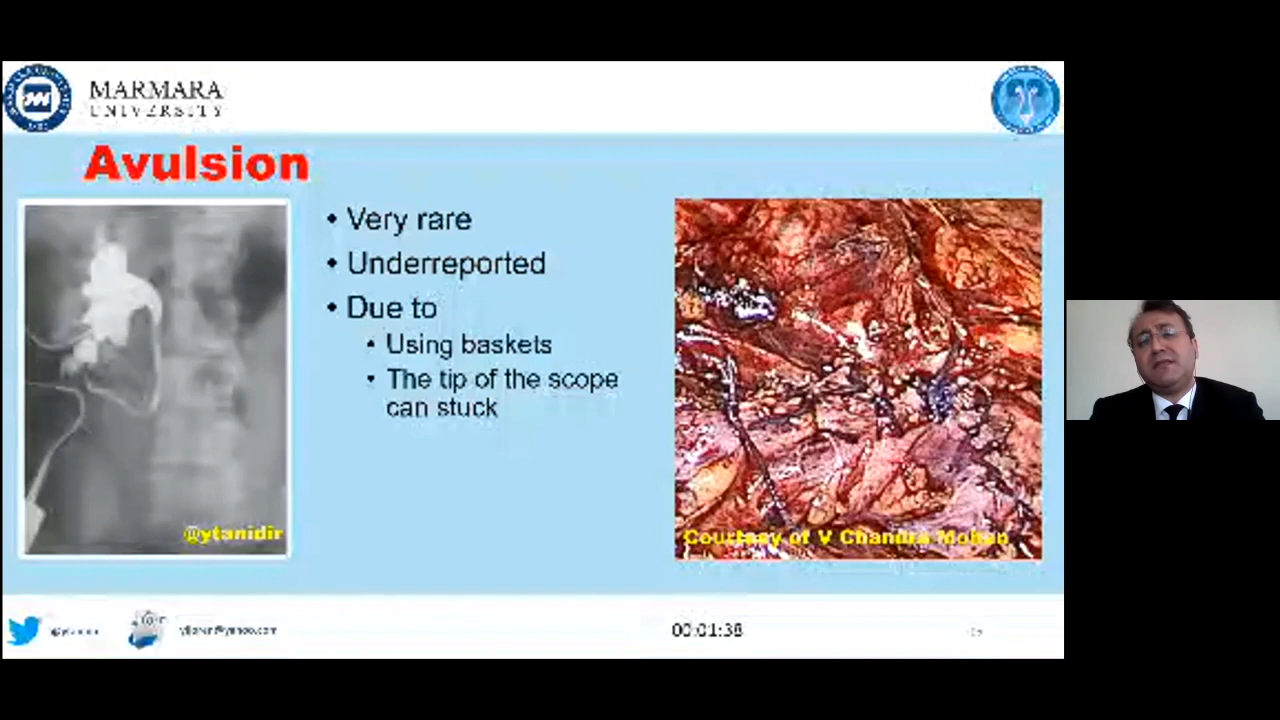 MARMARA
UNIVERSITY
Avulsion
• Very rare
• Underreported
• Due to
• Using baskets
• The tip of the scope
can stuck
@ytanidir
Courtesy of V Chandra Mohan
00:01:38